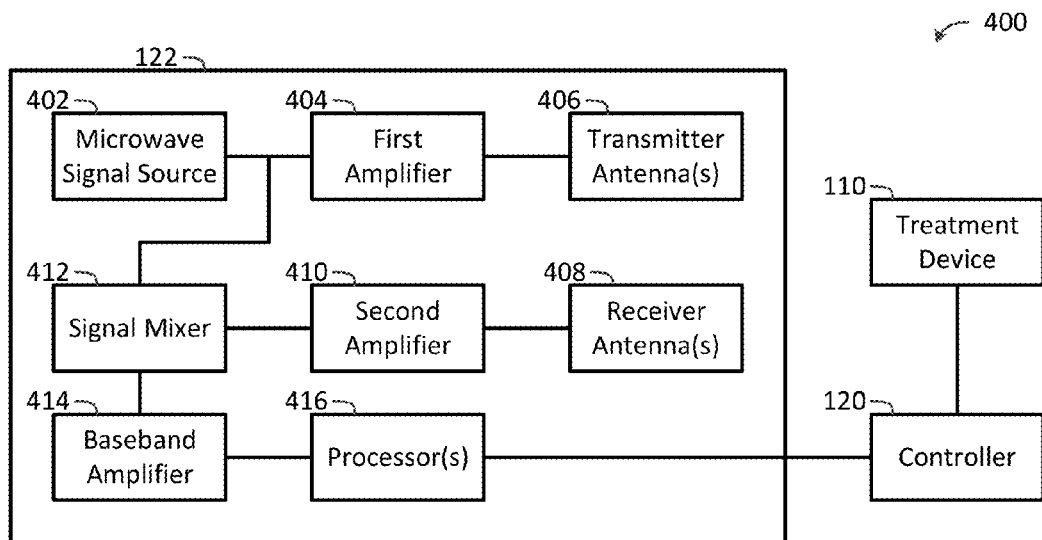 400
122
402
404
406
Microwave
Signal Source
First
Amplifier
Transmitter
Antenna(s)
110
Treatment
Device
412
410
408
Signal Mixer
Second
Amplifier
Receiver
Antenna(s)
414
416
120
Baseband
Amplifier
Processor(s)
Controller